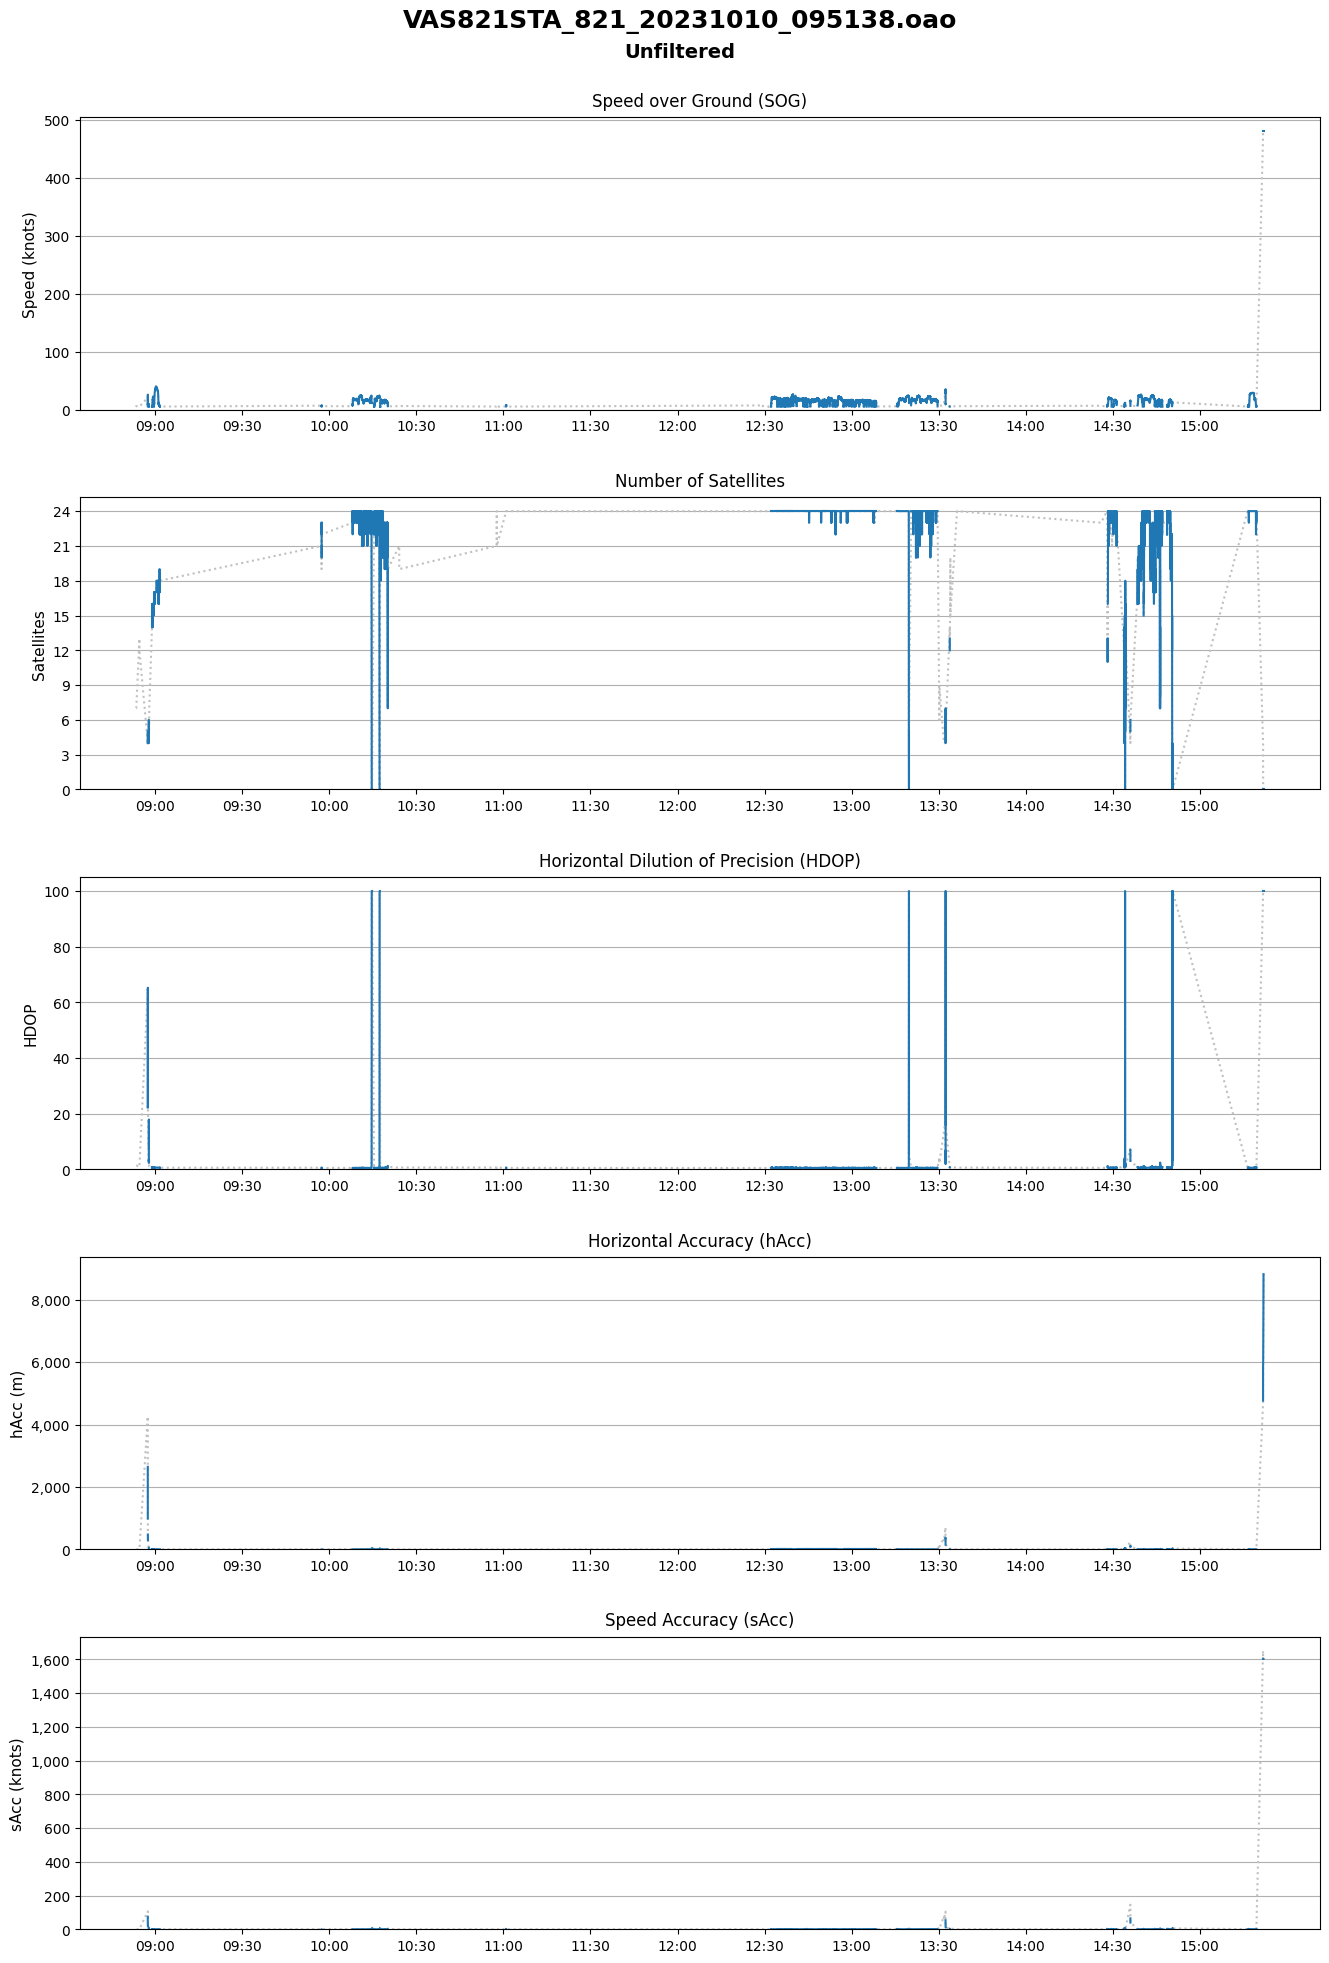 VAS821STA_821_20231010_095138.oao
Unfiltered
Speed over Ground (SOG)
500
400
300
200
100
0
Speed (knots)
09:00 09:30 10:00 10:30 11:00 11:30 12:00 12:30 13:00 13:30 14:00 14:30 15:00
Number of Satellites
24
21
18
15
12
9
6
3
0
Satellites
09:00 09:30 10:00 10:30 11:00 11:30 12:00 12:30 13:00 13:30 14:00 14:30 15:00
Horizontal Dilution of Precision (HDOP)
100
80
60
40
20
0
HDOP
09:00 09:30 10:00 10:30 11:00 11:30 12:00 12:30 13:00 13:30 14:00 14:30 15:00
Horizontal Accuracy (hAcc)
8,000
6,000
4,000
2,000
0
hAcc (m)
09:00 09:30 10:00 10:30 11:00 11:30 12:00 12:30 13:00 13:30 14:00 14:30 15:00
Speed Accuracy (sAcc)
1,600
1,400
1,200
1,000
800
600
400
200
0
sAcc (knots)
09:00 09:30 10:00 10:30 11:00 11:30 12:00 12:30 13:00 13:30 14:00 14:30 15:00